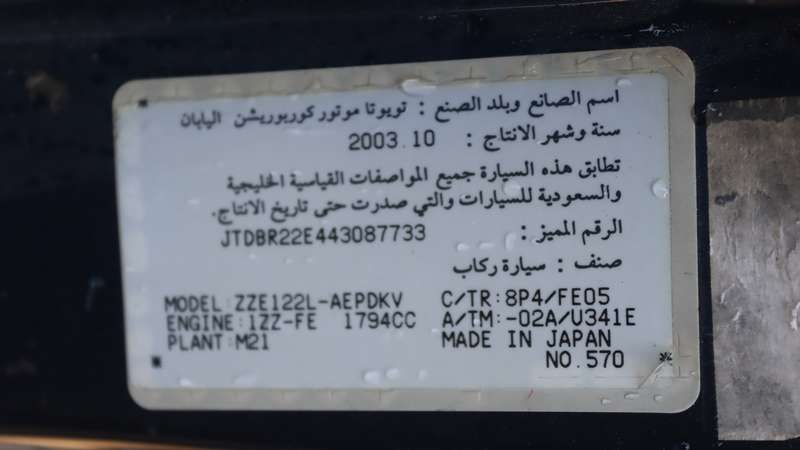 اسم الصانع وبلد الصنع : تويوتا موتور كوربوريشن اليابان
سنة وشهر الانتاج : 2003.10
تطابق هذه السيارة جميع المواصفات القياسية الخليجية
والسعودية للسيارات والتي صدرت حتى تاريخ الانتاج.
الرقم المميز : JTDBR22E443087733
صنف : سيارة ركاب
MODEL:ZZE122L-AEPDKV C/TR:8P4/FE05
ENGINE:1ZZ-FE 1794CC A/TM:-02A/U341E
PLANT:M21 MADE IN JAPAN
NO.570